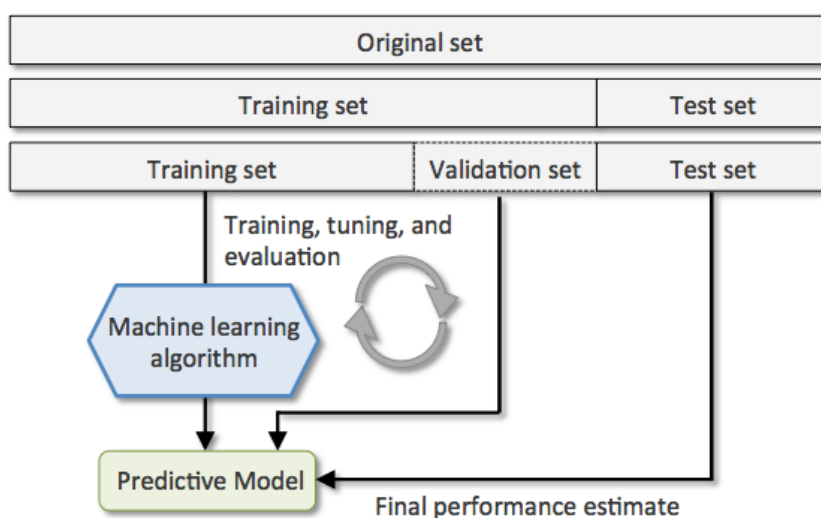 Original set
Training set
Test set
Training set
Validation set
Test set
Training, tuning, and
evaluation
Machine learning
algorithm
Predictive Model
Final performance estimate